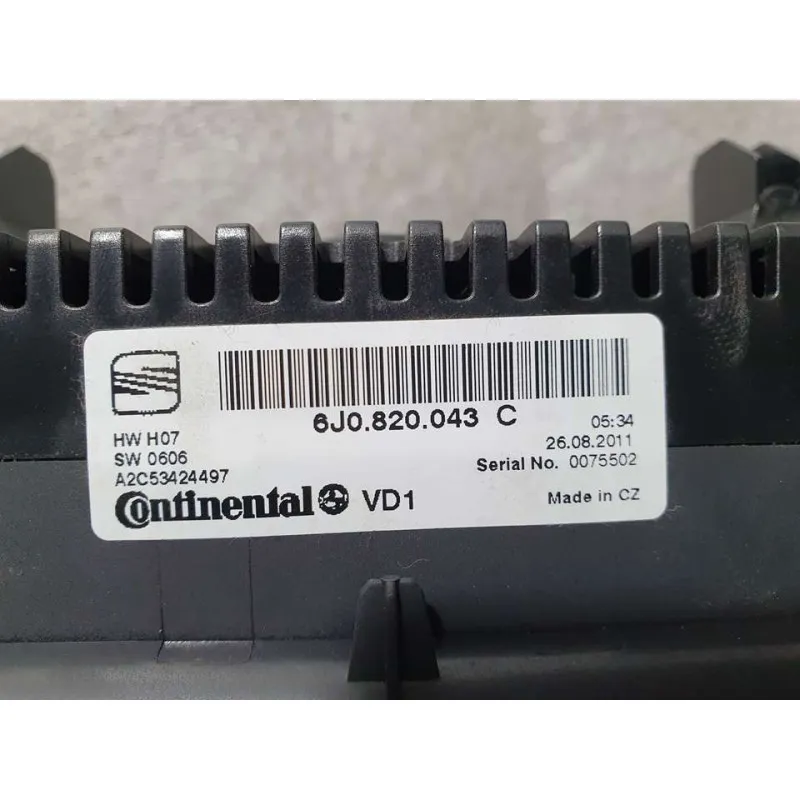 6J0.820.043 C
HW H07
05:34
SW 0606
26.08.2011
A2C53424497
Serial No. 0075502
Continental VD1
Made in CZ